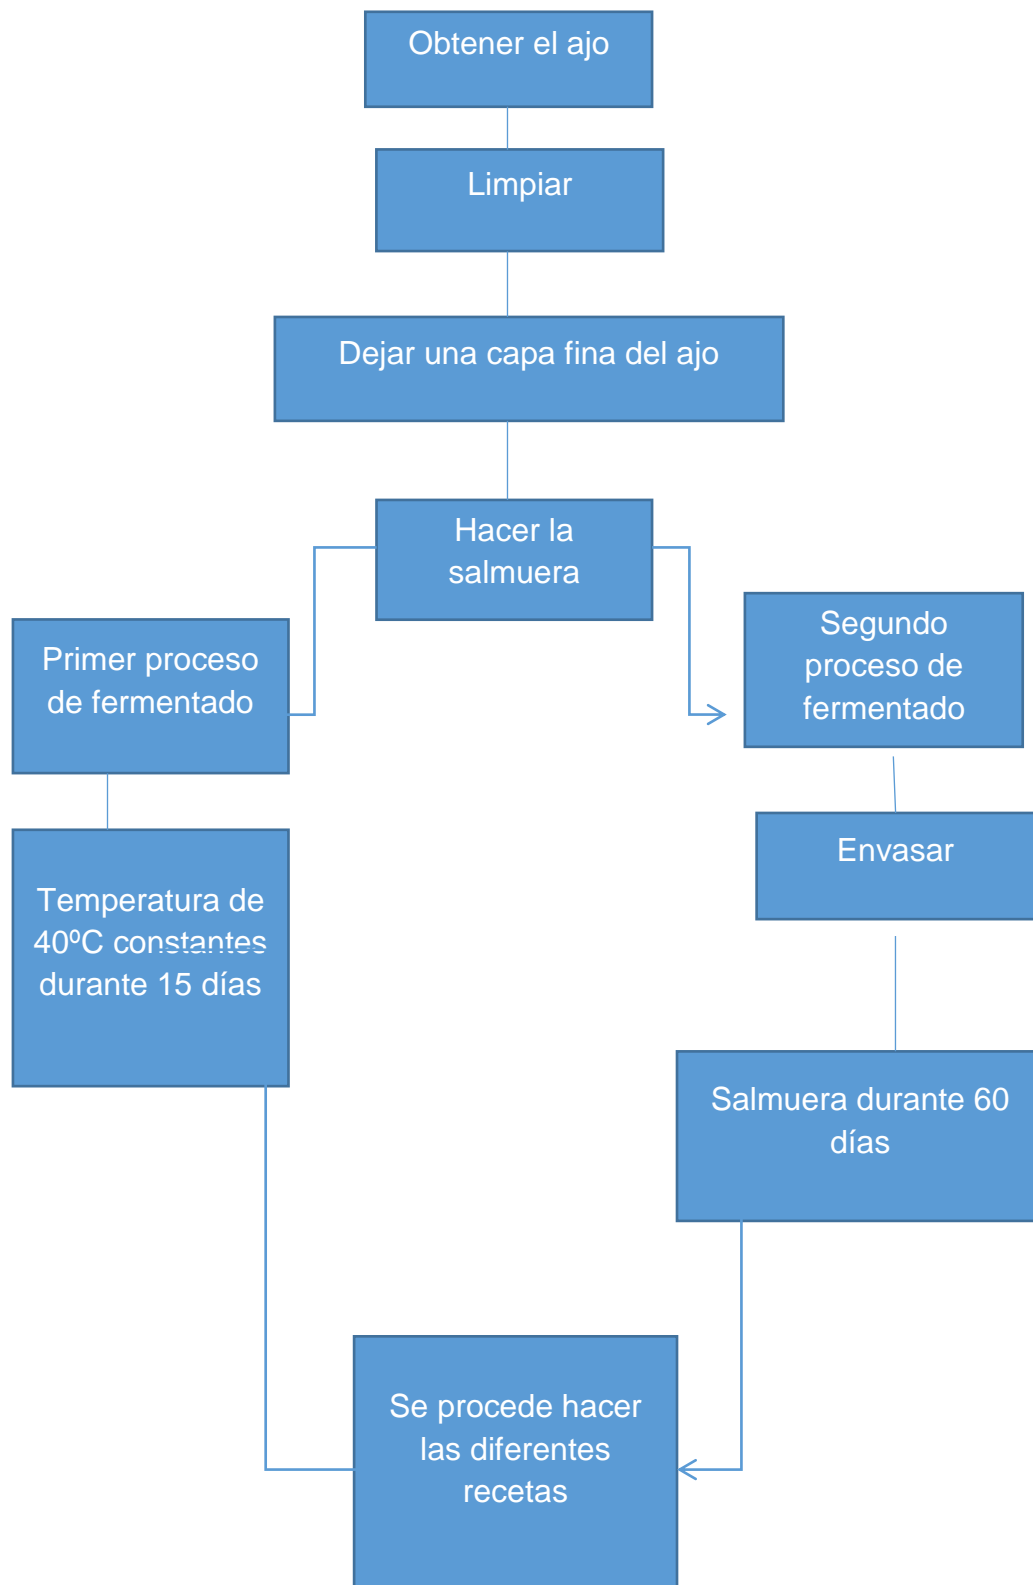 Obtener el ajo
Limpiar
Dejar una capa fina del ajo
Hacer la
salmuera
Primer proceso
de fermentado
Temperatura de
40ºC constantes
durante 15 días
Segundo
proceso de
fermentado
Envasar
Salmuera durante 60
días
Se procede hacer
las diferentes
recetas